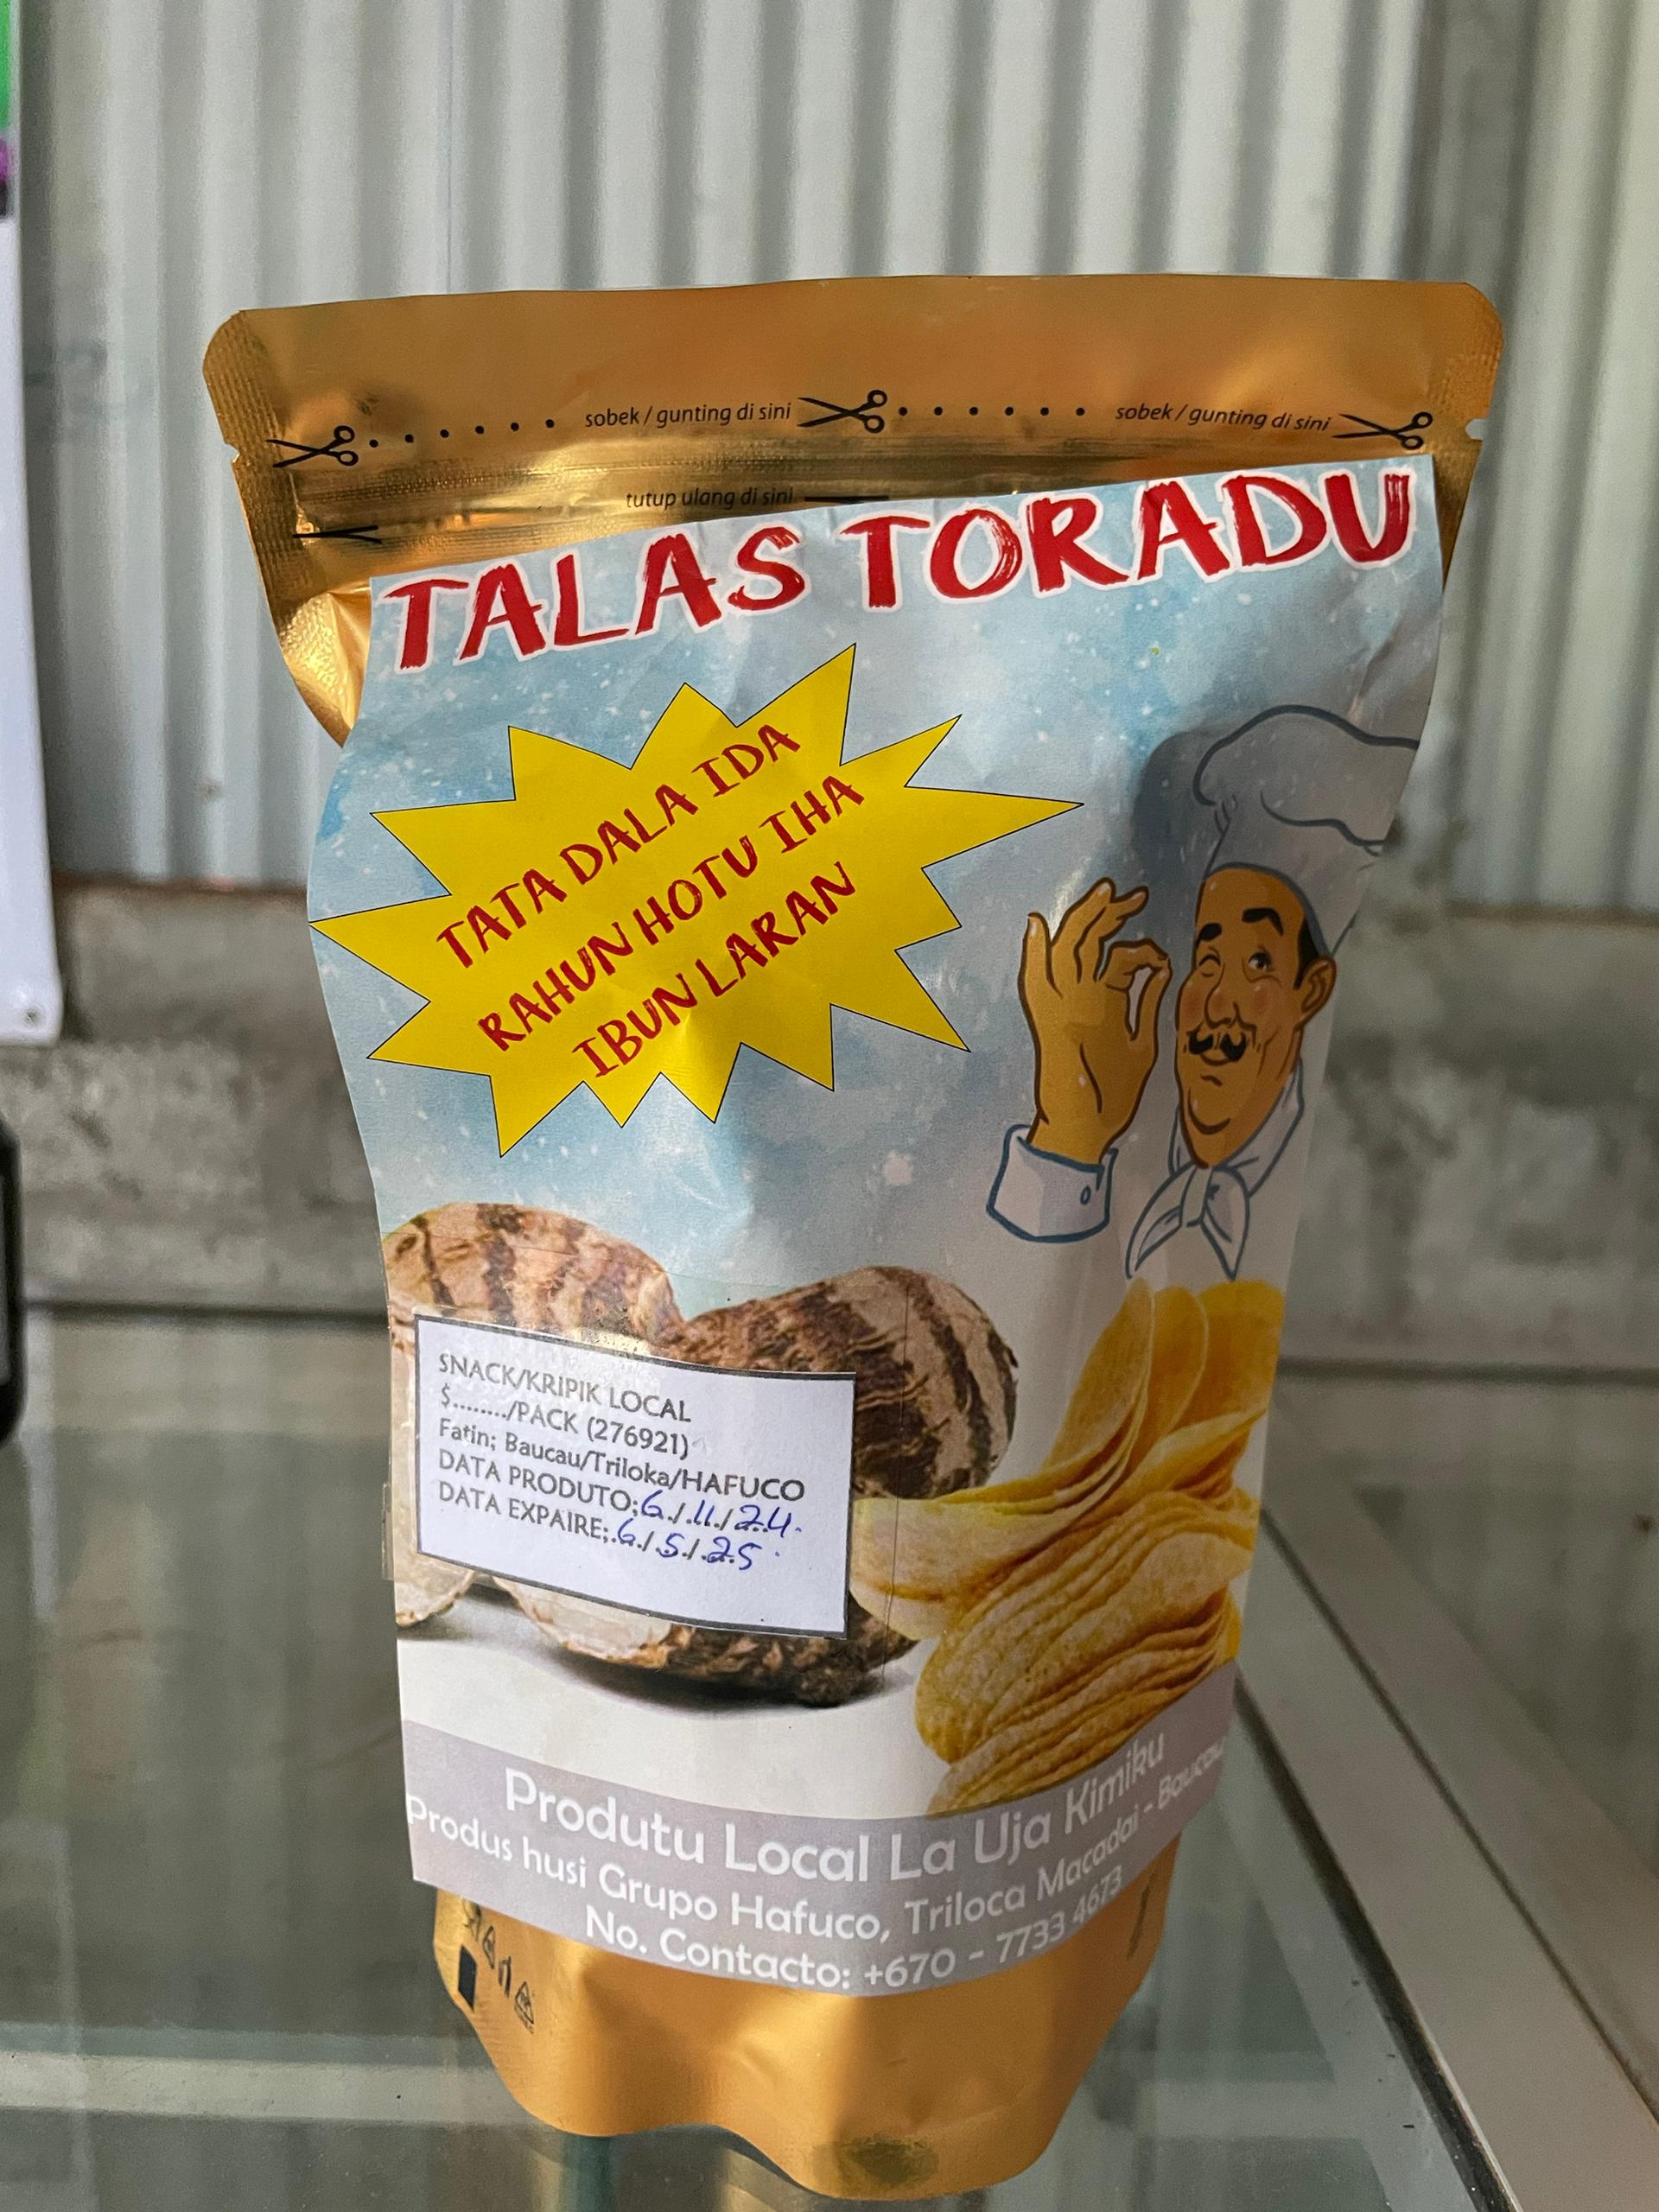 sobek / gunting di sini
sobek / gunting di sini
tutup ulang di sini
TALAS TORADU
TATA DALA IDA
RAHUN HOTU IHA
IBUN LARAN
SNACK/KRIPIK LOCAL
$......../PACK (276921)
Fatin; Baucau/Triloka/HAFUCO
DATA PRODUTO;6./.11./24.
DATA EXPAIRE;.6./.5./.25
Produtu Local La Uja Kimiku
Produs husi Grupo Hafuco, Triloca Macadai - Baucau
No. Contacto: +670 - 7733 4673